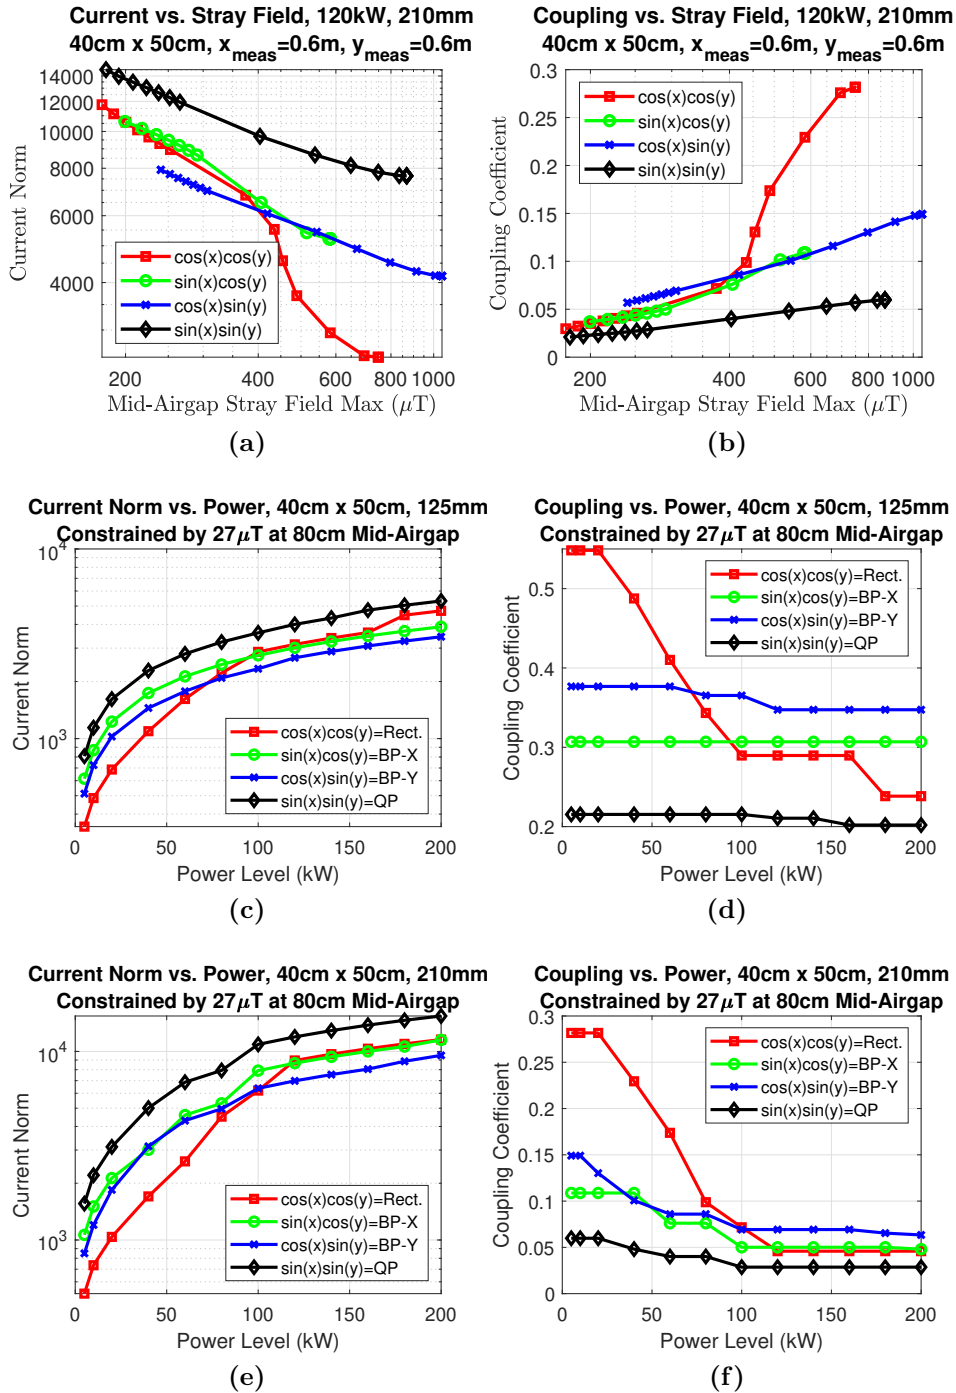 Current vs. Stray Field, 120kW, 210mm
40cm x 50cm, xmeas=0.6m, ymeas=0.6m
14000
12000
10000
8000
6000
4000
Current Norm
cos(x)cos(y)
sin(x)cos(y)
cos(x)sin(y)
sin(x)sin(y)
200
400
600
800
1000
Mid-Airgap Stray Field Max (μT)
(a)
Coupling vs. Stray Field, 120kW, 210mm
40cm x 50cm, xmeas=0.6m, ymeas=0.6m
0.3
0.25
0.2
0.15
0.1
0.05
0
Coupling Coefficient
cos(x)cos(y)
sin(x)cos(y)
cos(x)sin(y)
sin(x)sin(y)
200
400
600
800
1000
Mid-Airgap Stray Field Max (μT)
(b)
Current Norm vs. Power, 40cm x 50cm, 125mm
Constrained by 27μT at 80cm Mid-Airgap
10^4
10^3
Current Norm
cos(x)cos(y)=Rect.
sin(x)cos(y)=BP-X
cos(x)sin(y)=BP-Y
sin(x)sin(y)=QP
0
50
100
150
200
Power Level (kW)
(c)
Coupling vs. Power, 40cm x 50cm, 125mm
Constrained by 27μT at 80cm Mid-Airgap
0.5
0.4
0.3
0.2
Coupling Coefficient
cos(x)cos(y)=Rect.
sin(x)cos(y)=BP-X
cos(x)sin(y)=BP-Y
sin(x)sin(y)=QP
0
50
100
150
200
Power Level (kW)
(d)
Current Norm vs. Power, 40cm x 50cm, 210mm
Constrained by 27μT at 80cm Mid-Airgap
10^4
10^3
Current Norm
cos(x)cos(y)=Rect.
sin(x)cos(y)=BP-X
cos(x)sin(y)=BP-Y
sin(x)sin(y)=QP
0
50
100
150
200
Power Level (kW)
(e)
Coupling vs. Power, 40cm x 50cm, 210mm
Constrained by 27μT at 80cm Mid-Airgap
0.3
0.25
0.2
0.15
0.1
0.05
0
Coupling Coefficient
cos(x)cos(y)=Rect.
sin(x)cos(y)=BP-X
cos(x)sin(y)=BP-Y
sin(x)sin(y)=QP
0
50
100
150
200
Power Level (kW)
(f)